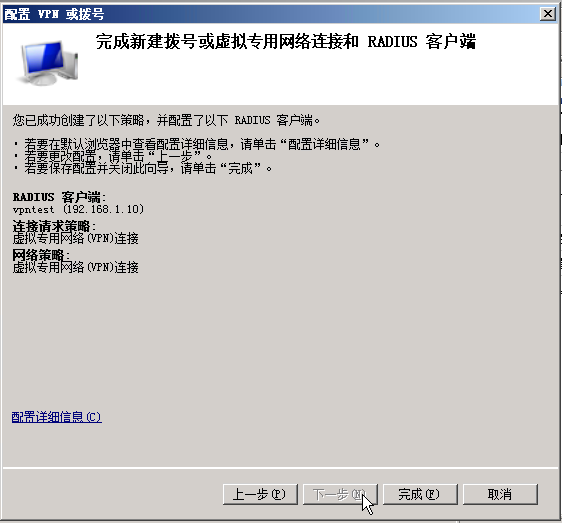 配置 VPN 或拨号
完成新建拨号或虚拟专用网络连接和 RADIUS 客户端
您已成功创建了以下策略，并配置了以下 RADIUS 客户端。
· 若要在默认浏览器中查看配置详细信息，请单击“配置详细信息”。
· 若要更改配置，请单击“上一步”。
· 若要保存配置并关闭此向导，请单击“完成”。
RADIUS 客户端:
vpntest (192.168.1.10)
连接请求策略:
虚拟专用网络(VPN)连接
网络策略:
虚拟专用网络(VPN)连接
配置详细信息(C)
上一步(P) 下一步(N) 完成(F) 取消